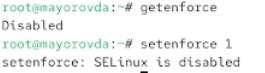 root@mayorovda:~# getenforce
Disabled
root@mayorovda:~# setenforce 1
setenforce: SELinux is disabled